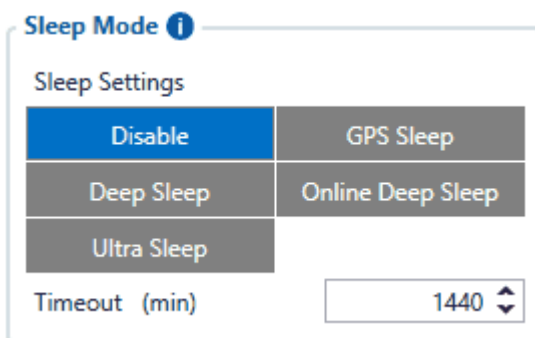 Sleep Mode i
Sleep Settings
Disable GPS Sleep
Deep Sleep Online Deep Sleep
Ultra Sleep
Timeout (min) 1440